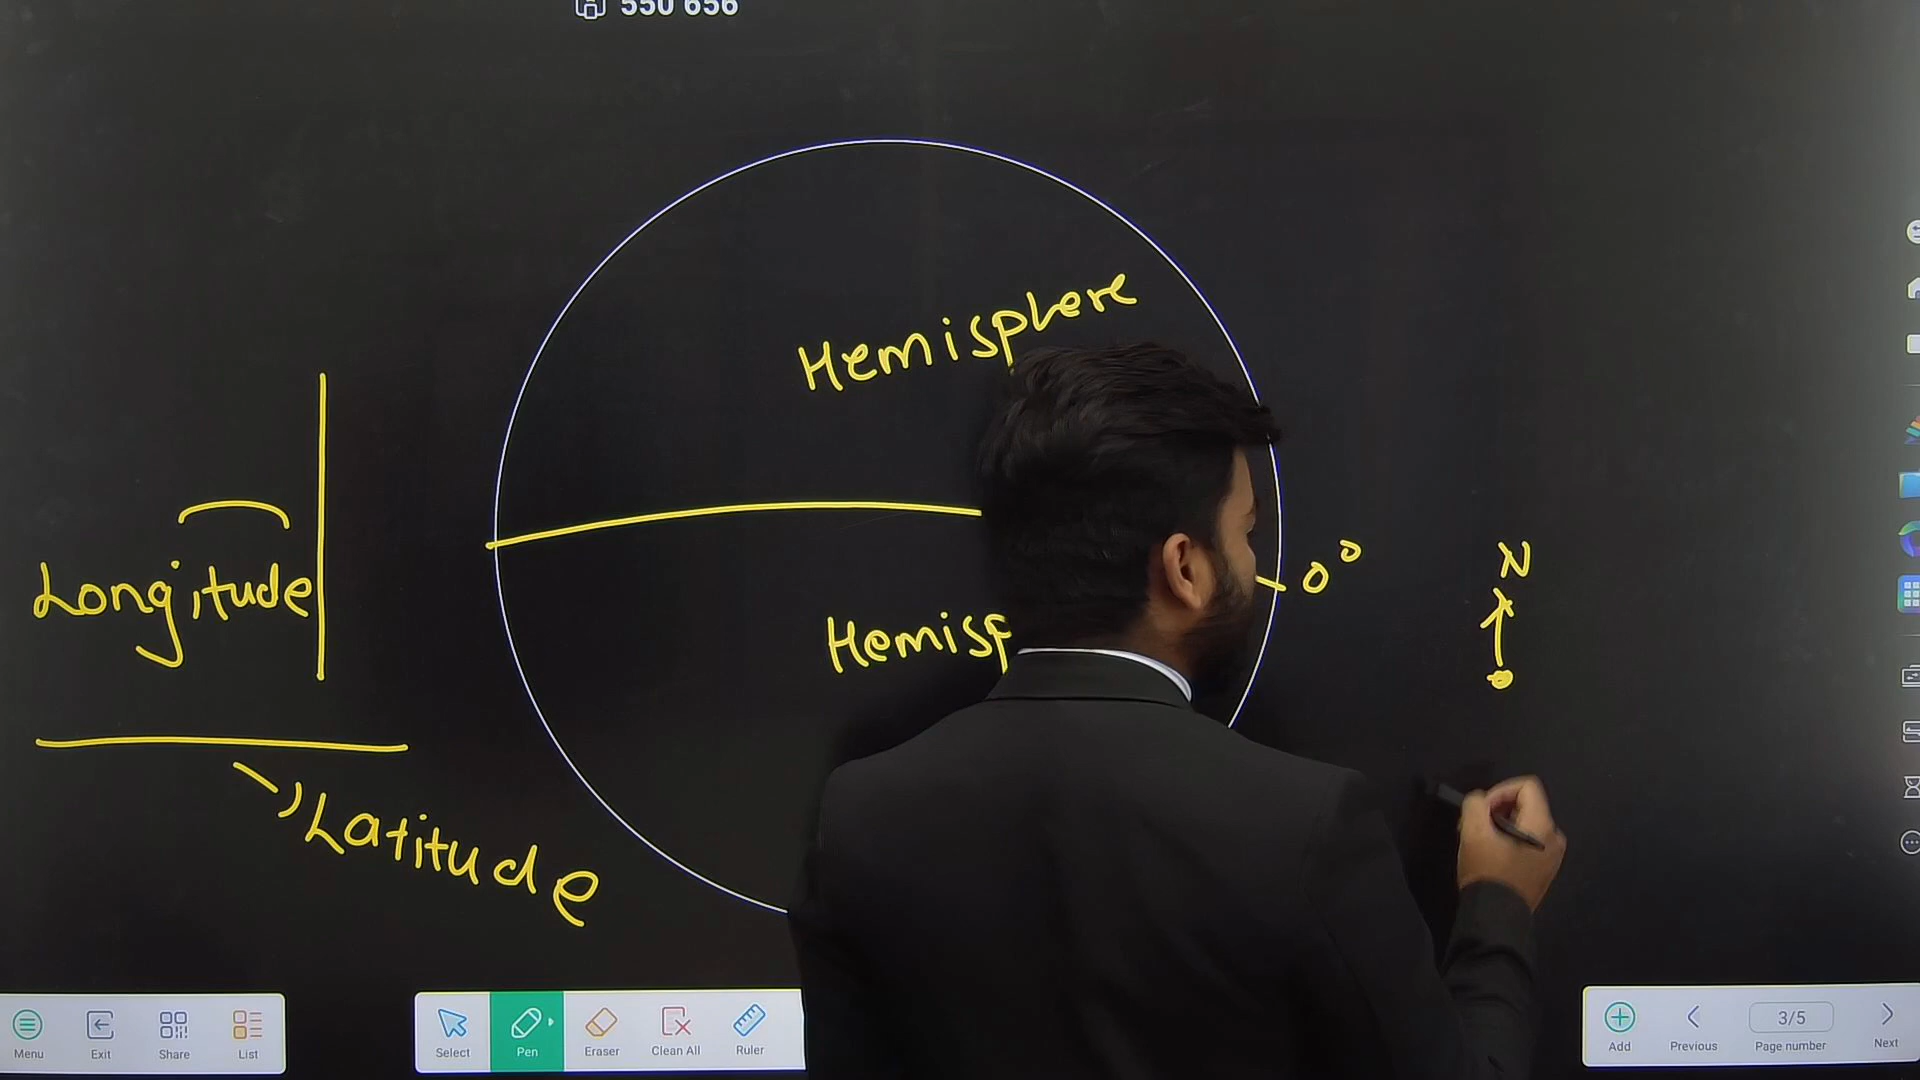 550 656
Hemisphere
Longitude
0°
N
Hemisp
Latitude
Menu
Exit
Share
List
Select
Pen
Eraser
Clean All
Ruler
Add
Previous
3/5
Page number
Next